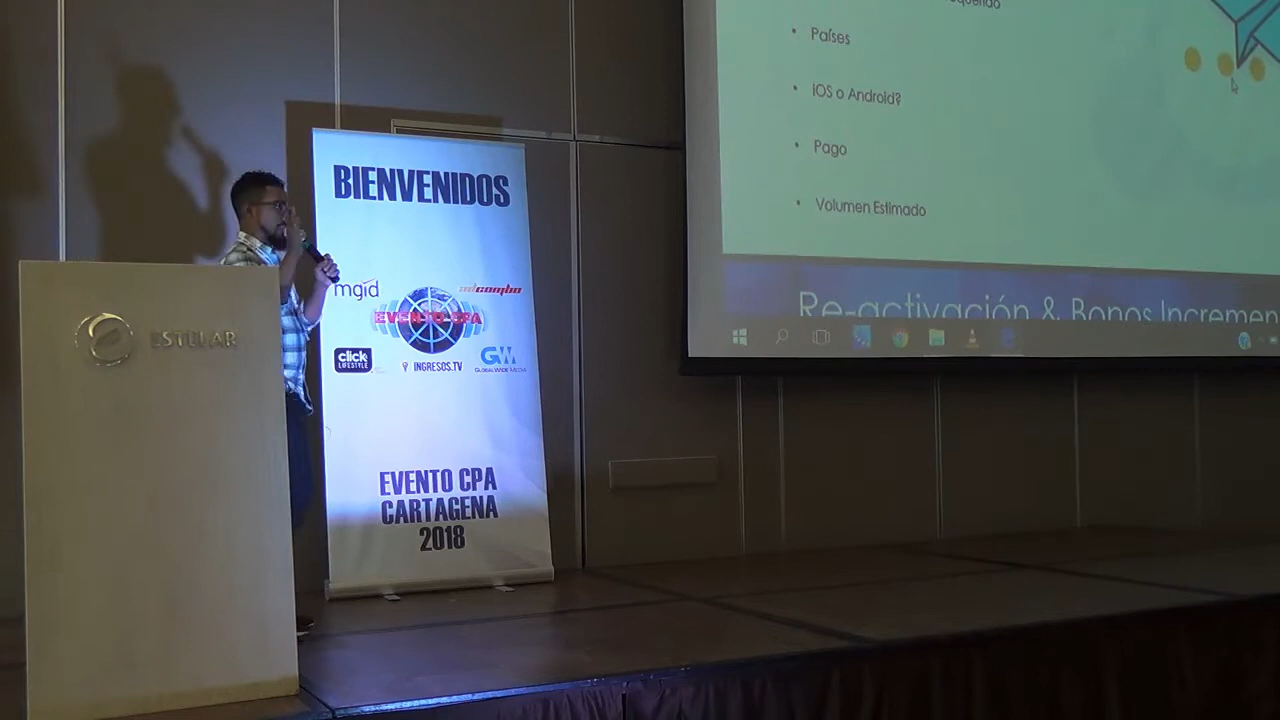 Países
IOS o Android?
Pago
Volumen Estimado
Re-activación & Bonos Incremen
BIENVENIDOS
mgid
adcombo
EVENTO CPA
click
LIFESTYLE
INGRESOS.TV
GW
GLOBALWIDE MEDIA
EVENTO CPA
CARTAGENA
2018
ESTELAR